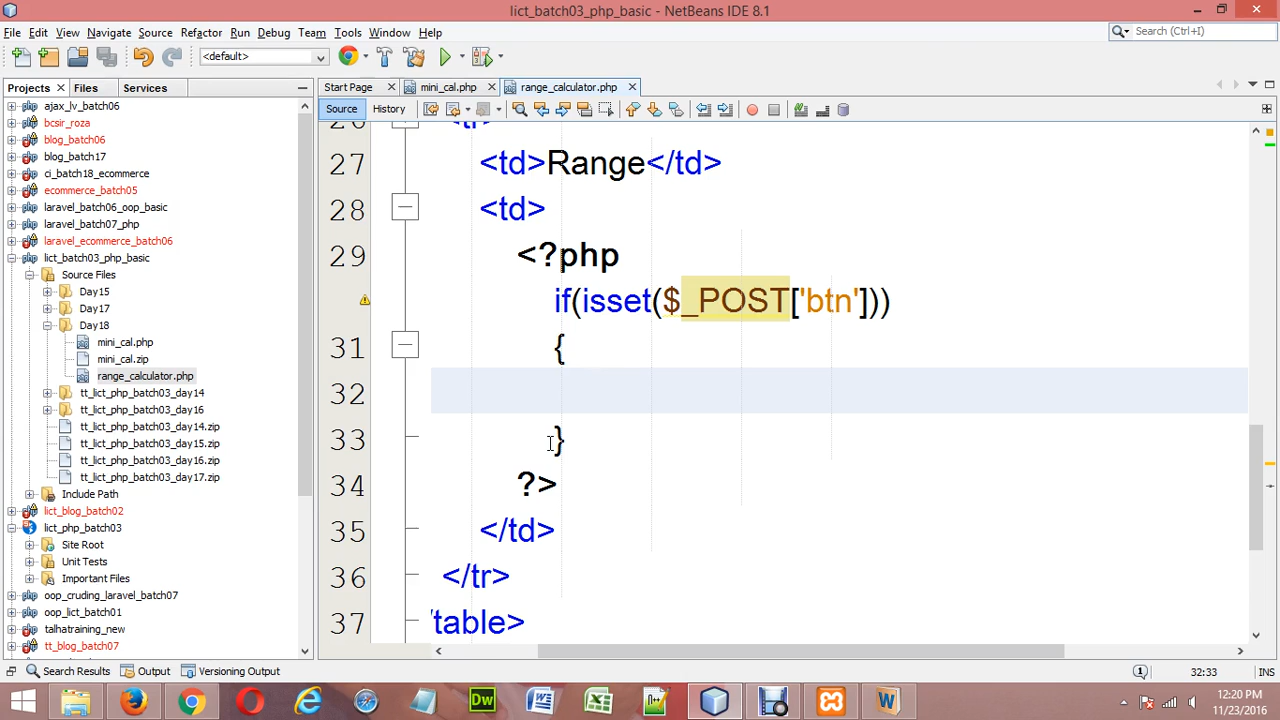 lict_batch03_php_basic - NetBeans IDE 8.1
File Edit View Navigate Source Refactor Run Debug Team Tools Window Help
Search (Ctrl+I)
<default>
Projects Files Services
Start Page mini_cal.php range_calculator.php
Source History
ajax_lv_batch06
bcsir_roza
blog_batch06
blog_batch17
ci_batch18_ecommerce
ecommerce_batch05
laravel_batch06_oop_basic
laravel_batch07_php
laravel_ecommerce_batch06
lict_batch03_php_basic
Source Files
Day15
Day17
Day18
mini_cal.php
mini_cal.zip
range_calculator.php
tt_lict_php_batch03_day14
tt_lict_php_batch03_day16
tt_lict_php_batch03_day14.zip
tt_lict_php_batch03_day15.zip
tt_lict_php_batch03_day16.zip
tt_lict_php_batch03_day17.zip
Include Path
lict_blog_batch02
lict_php_batch03
Site Root
Unit Tests
Important Files
oop_cruding_laravel_batch07
oop_lict_batch01
talhatraining_new
tt_blog_batch07
26 <tr>
27 <td>Range</td>
28 <td>
29 <?php
if(isset($_POST['btn']))
31 {
32
33 }
34 ?>
35 </td>
36 </tr>
37 /table>
Search Results Output Versioning Output
32:33 INS
12:20 PM
11/23/2016